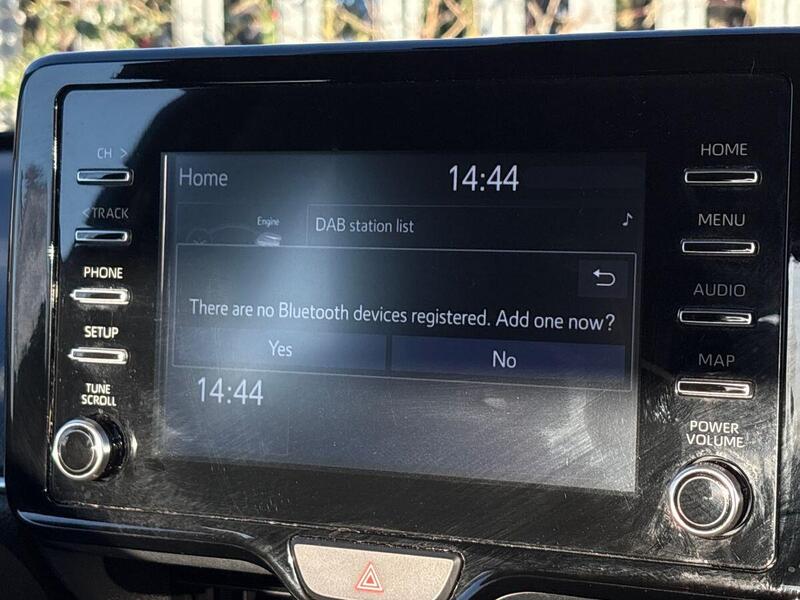 CH >
< TRACK
PHONE
SETUP
TUNE
SCROLL
Home
14:44
Engine
DAB station list
There are no Bluetooth devices registered. Add one now?
Yes
No
14:44
HOME
MENU
AUDIO
MAP
POWER
VOLUME